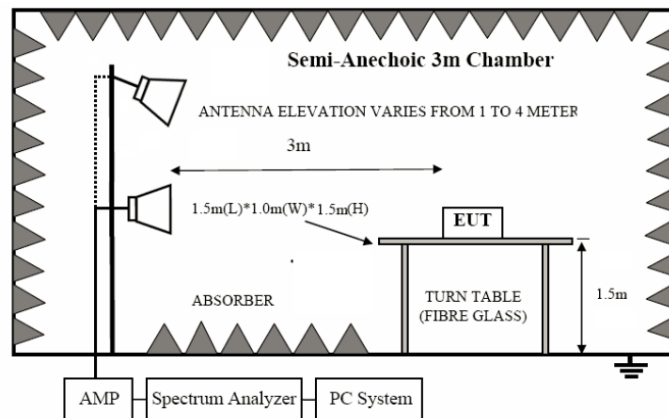 Semi-Anechoic 3m Chamber
ANTENNA ELEVATION VARIES FROM 1 TO 4 METER
3m
1.5m(L)*1.0m(W)*1.5m(H)
EUT
ABSORBER
TURN TABLE
(FIBRE GLASS)
1.5m
AMP
Spectrum Analyzer
PC System